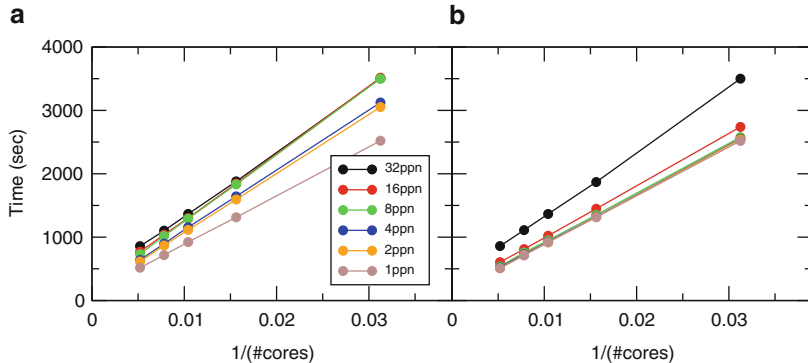 a
b
4000
3000
2000
1000
0
Time (sec)
0 0.01 0.02 0.03
1/(#cores)
32ppn
16ppn
8ppn
4ppn
2ppn
1ppn
0 0.01 0.02 0.03
1/(#cores)